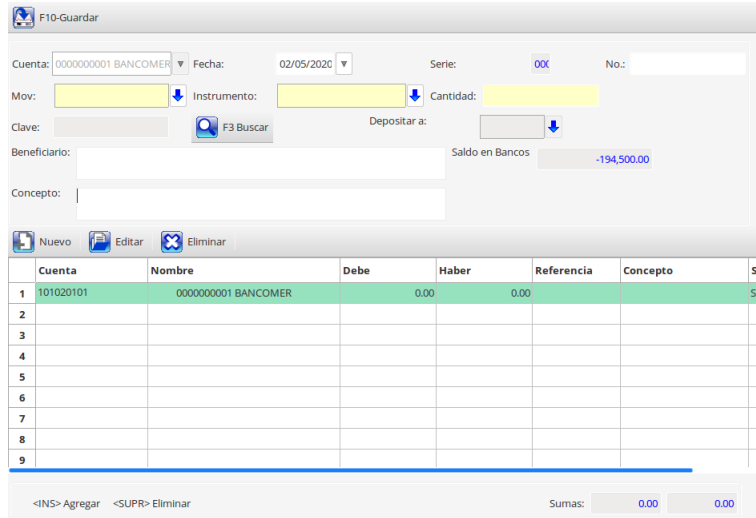 F10-Guardar
Cuenta: 0000000001 BANCOMER Fecha: 02/05/2020 Serie: 000 No.:
Mov: Instrumento: Cantidad:
Clave: F3 Buscar Depositar a:
Beneficiario: Saldo en Bancos -194,500.00
Concepto:
Nuevo Editar Eliminar
Cuenta Nombre Debe Haber Referencia Concepto S
1 101020101 0000000001 BANCOMER 0.00 0.00 S
2
3
4
5
6
7
8
9
<INS> Agregar <SUPR> Eliminar Sumas: 0.00 0.00